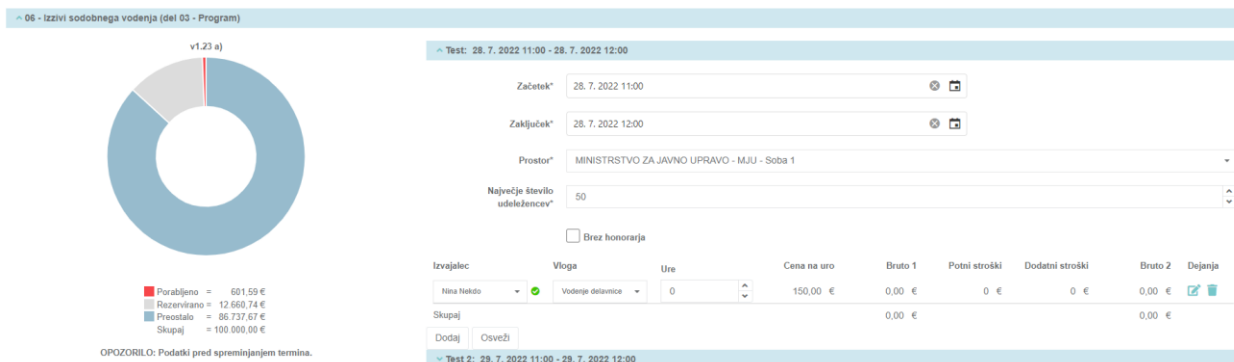 06 - Izzivi sodobnega vodenja (del 03 - Program)
v1.23 a)
Porabljeno = 601,59 €
Rezervirano = 12.660,74 €
Preostalo = 86.737,67 €
Skupaj = 100.000,00 €
OPOZORILO: Podatki pred spreminjanjem termina.
Test: 28. 7. 2022 11:00 - 28. 7. 2022 12:00
Začetek* 28. 7. 2022 11:00
Zaključek* 28. 7. 2022 12:00
Prostor* MINISTRSTVO ZA JAVNO UPRAVO - MJU - Soba 1
Največje število
udeležencev* 50
Brez honorarja
Izvajalec Vloga Ure Cena na uro Bruto 1 Potni stroški Dodatni stroški Bruto 2 Dejanja
Nina Nekdo Vodenje delavnice 0 150,00 € 0,00 € 0 € 0 € 0,00 €
Skupaj 0,00 € 0,00 €
Dodaj Osveži
Test 2: 29. 7. 2022 11:00 - 29. 7. 2022 12:00